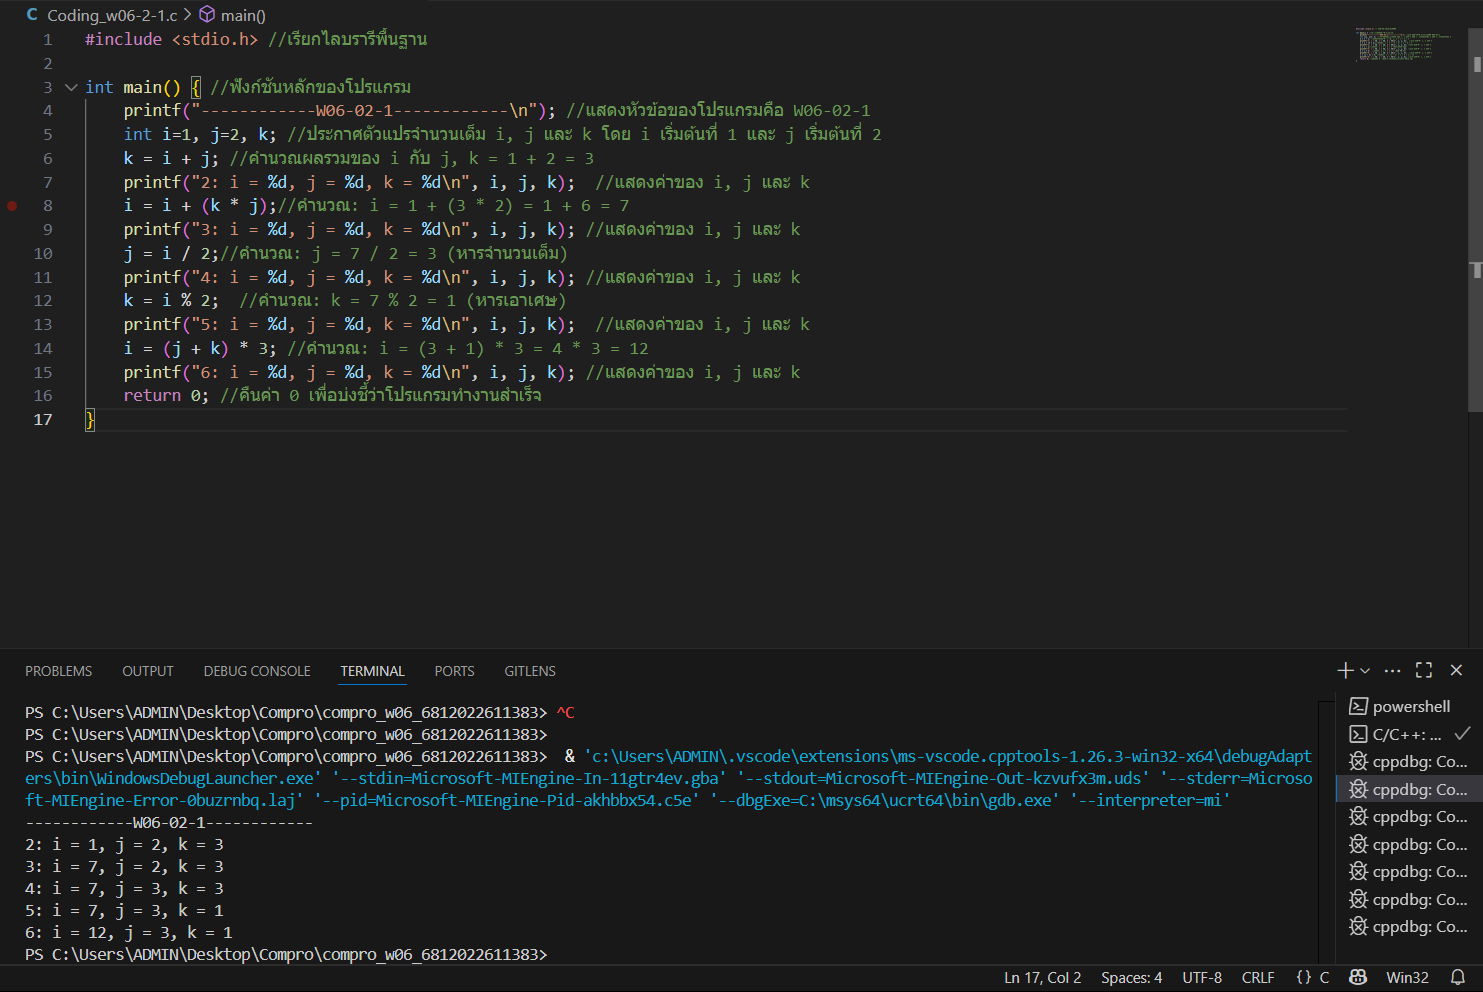 Coding_w06-2-1.c > main()
1 #include <stdio.h> //เรียกไลบรารีพื้นฐาน
2
3 int main() { //ฟังก์ชันหลักของโปรแกรม
4 printf("------------W06-02-1------------\n"); //แสดงหัวข้อของโปรแกรมคือ W06-02-1
5 int i=1, j=2, k; //ประกาศตัวแปรจำนวนเต็ม i, j และ k โดย i เริ่มต้นที่ 1 และ j เริ่มต้นที่ 2
6 k = i + j; //คำนวณผลรวมของ i กับ j, k = 1 + 2 = 3
7 printf("2: i = %d, j = %d, k = %d\n", i, j, k);  //แสดงค่าของ i, j และ k
8 i = i + (k * j);//คำนวณ: i = 1 + (3 * 2) = 1 + 6 = 7
9 printf("3: i = %d, j = %d, k = %d\n", i, j, k); //แสดงค่าของ i, j และ k
10 j = i / 2;//คำนวณ: j = 7 / 2 = 3 (หารจำนวนเต็ม)
11 printf("4: i = %d, j = %d, k = %d\n", i, j, k); //แสดงค่าของ i, j และ k
12 k = i % 2;  //คำนวณ: k = 7 % 2 = 1 (หารเอาเศษ)
13 printf("5: i = %d, j = %d, k = %d\n", i, j, k);  //แสดงค่าของ i, j และ k
14 i = (j + k) * 3; //คำนวณ: i = (3 + 1) * 3 = 4 * 3 = 12
15 printf("6: i = %d, j = %d, k = %d\n", i, j, k); //แสดงค่าของ i, j และ k
16 return 0; //คืนค่า 0 เพื่อบ่งชี้ว่าโปรแกรมทำงานสำเร็จ
17 }
PROBLEMS OUTPUT DEBUG CONSOLE TERMINAL PORTS GITLENS
PS C:\Users\ADMIN\Desktop\Compro\compro_w06_6812022611383> ^C
PS C:\Users\ADMIN\Desktop\Compro\compro_w06_6812022611383>
PS C:\Users\ADMIN\Desktop\Compro\compro_w06_6812022611383>  & 'c:\Users\ADMIN\.vscode\extensions\ms-vscode.cpptools-1.26.3-win32-x64\debugAdapt
ers\bin\WindowsDebugLauncher.exe' '--stdin=Microsoft-MIEngine-In-11gtr4ev.gba' '--stdout=Microsoft-MIEngine-Out-kzvufx3m.uds' '--stderr=Microso
ft-MIEngine-Error-0buzrnbq.laj' '--pid=Microsoft-MIEngine-Pid-akhbbx54.c5e' '--dbgExe=C:\msys64\ucrt64\bin\gdb.exe' '--interpreter=mi'
------------W06-02-1------------
2: i = 1, j = 2, k = 3
3: i = 7, j = 2, k = 3
4: i = 7, j = 3, k = 3
5: i = 7, j = 3, k = 1
6: i = 12, j = 3, k = 1
PS C:\Users\ADMIN\Desktop\Compro\compro_w06_6812022611383>
powershell
C/C++: ...
cppdbg: Co...
cppdbg: Co...
cppdbg: Co...
cppdbg: Co...
cppdbg: Co...
cppdbg: Co...
cppdbg: Co...
Ln 17, Col 2 Spaces: 4 UTF-8 CRLF {} C Win32